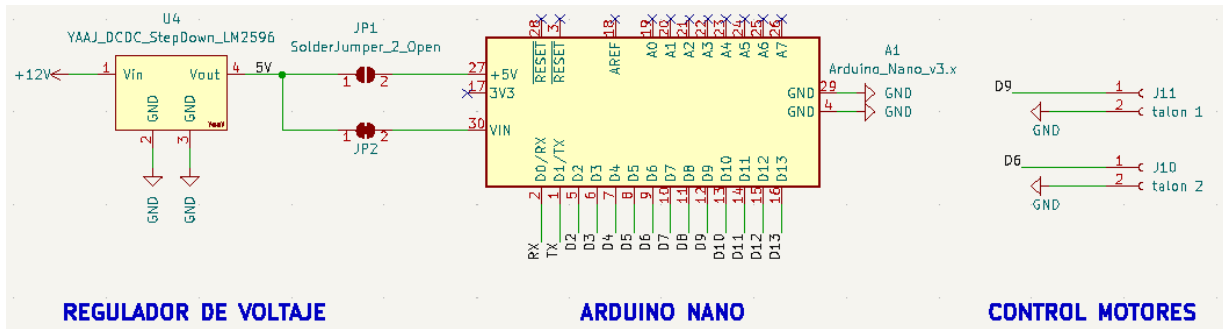 U4
YAAJ_DCDC_StepDown_LM2596
+12V
1
Vin
Vout
4
5V
GND
GND
2
3
GND
GND
JP1
SolderJumper_2_Open
1
2
1
2
JP2
28
3
18
19
20
21
22
23
24
25
26
RESET
RESET
AREF
A0
A1
A2
A3
A4
A5
A6
A7
27
+5V
17
3V3
30
VIN
A1
Arduino_Nano_v3.x
GND
29
GND
GND
4
GND
D0/RX
D1/TX
D2
D3
D4
D5
D6
D7
D8
D9
D10
D11
D12
D13
2
1
5
6
7
8
9
10
11
12
13
14
15
16
RX
TX
D2
D3
D4
D5
D6
D7
D8
D9
D10
D11
D12
D13
D9
1
J11
2
talon 1
GND
D6
1
J10
2
talon 2
GND
REGULADOR DE VOLTAJE
ARDUINO NANO
CONTROL MOTORES